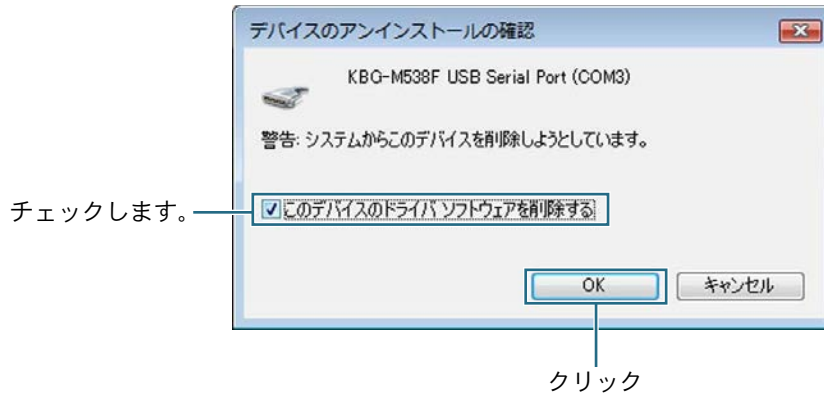 デバイスのアンインストールの確認
KBG-M538F USB Serial Port (COM3)
警告: システムからこのデバイスを削除しようとしています。
チェックします。
このデバイスのドライバ ソフトウェアを削除する
OK
キャンセル
クリック